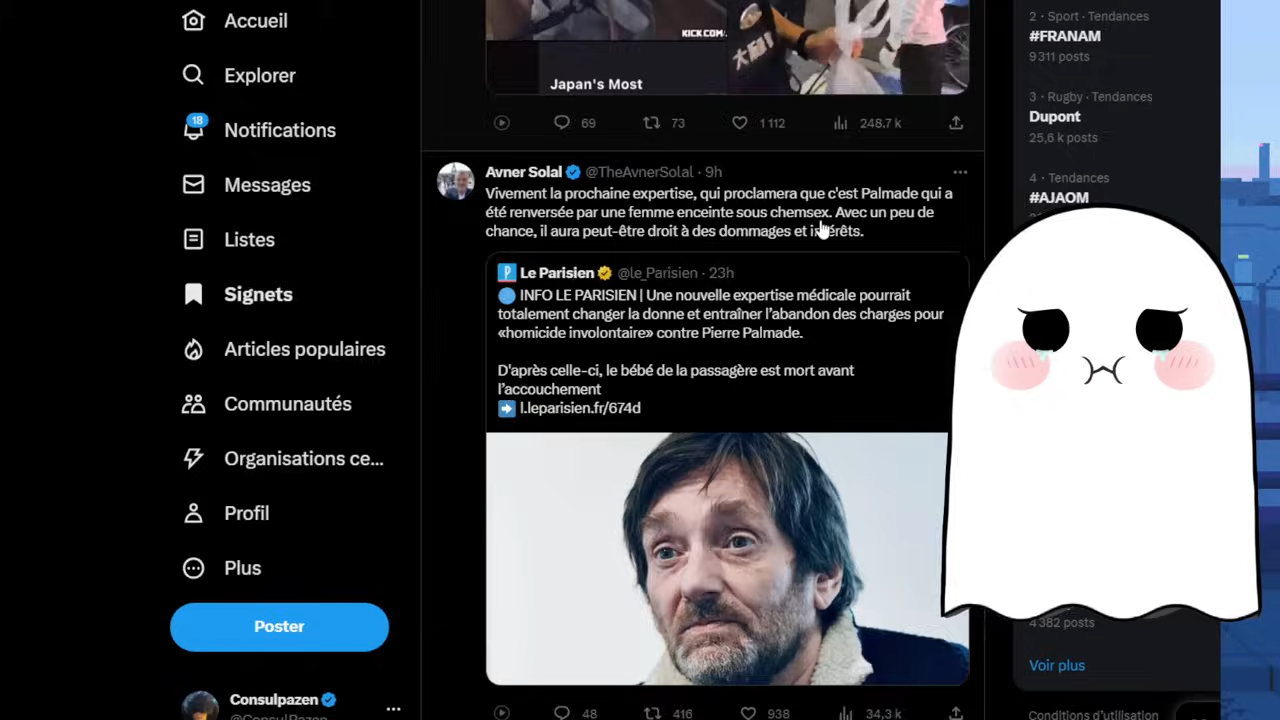 Accueil
Explorer
18
Notifications
Messages
Listes
Signets
Articles populaires
Communautés
Organisations ce...
Profil
Plus
Poster
Consulpazen
KICK.COM/
大島
Japan's Most
69
73
1 112
248.7 k
Avner Solal @TheAvnerSolal · 9h
Vivement la prochaine expertise, qui proclamera que c'est Palmade qui a
été renversée par une femme enceinte sous chemsex. Avec un peu de
chance, il aura peut-être droit à des dommages et intérêts.
Le Parisien @le_Parisien · 23h
INFO LE PARISIEN | Une nouvelle expertise médicale pourrait
totalement changer la donne et entraîner l'abandon des charges pour
«homicide involontaire» contre Pierre Palmade.
D'après celle-ci, le bébé de la passagère est mort avant
l'accouchement
l.leparisien.fr/674d
48
416
938
34,3 k
2 · Sport · Tendances
#FRANAM
9 311 posts
3 · Rugby · Tendances
Dupont
25,6 k posts
4 · Tendances
#AJAOM
4 382 posts
Voir plus
Conditions d'utilisation